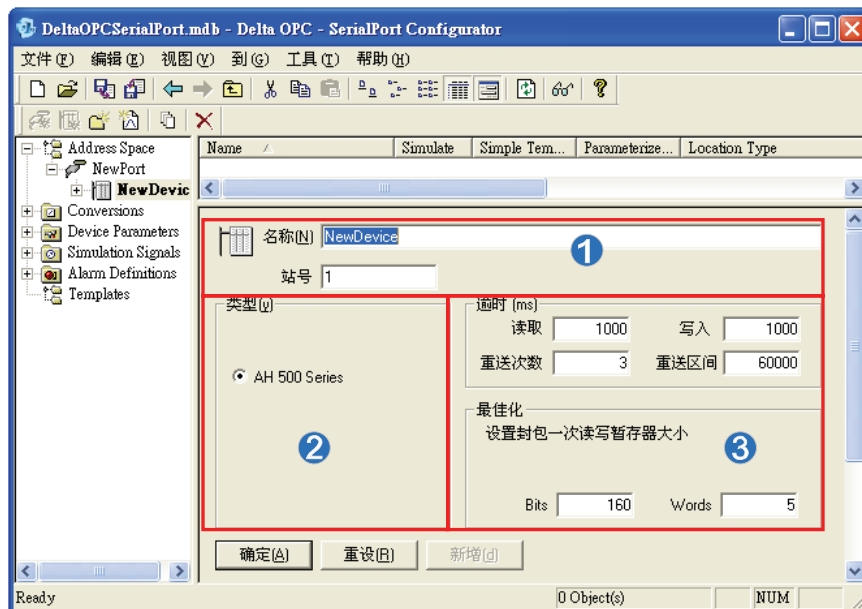 DeltaOPCSerialPort.mdb - Delta OPC - SerialPort Configurator
文件(F) 编辑(E) 视图(V) 到(G) 工具(T) 帮助(H)
Name Simulate Simple Tem... Parameterize... Location Type
Address Space
NewPort
NewDevic
Conversions
Device Parameters
Simulation Signals
Alarm Definitions
Templates
名称(N) NewDevice
1
站号 1
类型(y)
AH 500 Series
2
逾时 (ms)
读取 1000 写入 1000
重送次数 3 重送区间 60000
最佳化
设置封包一次读写暂存器大小
3
Bits 160 Words 5
确定(A) 重设(R) 新增(d)
Ready 0 Object(s) NUM